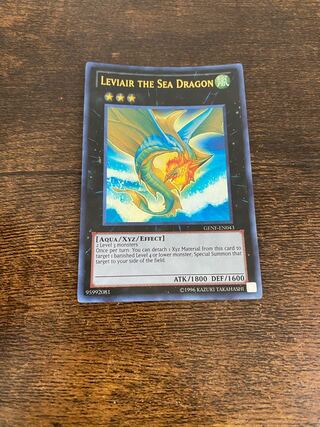 LEVIAIR THE SEA DRAGON
GENF-EN043
[AQUA/XYZ/EFFECT]
2 Level 3 monsters
Once per turn: You can detach 1 Xyz Material from this card to
target 1 banished Level 4 or lower monster; Special Summon that
target to your side of the field.
ATK/1800 DEF/1600
95992081 ©1996 KAZUKI TAKAHASHI